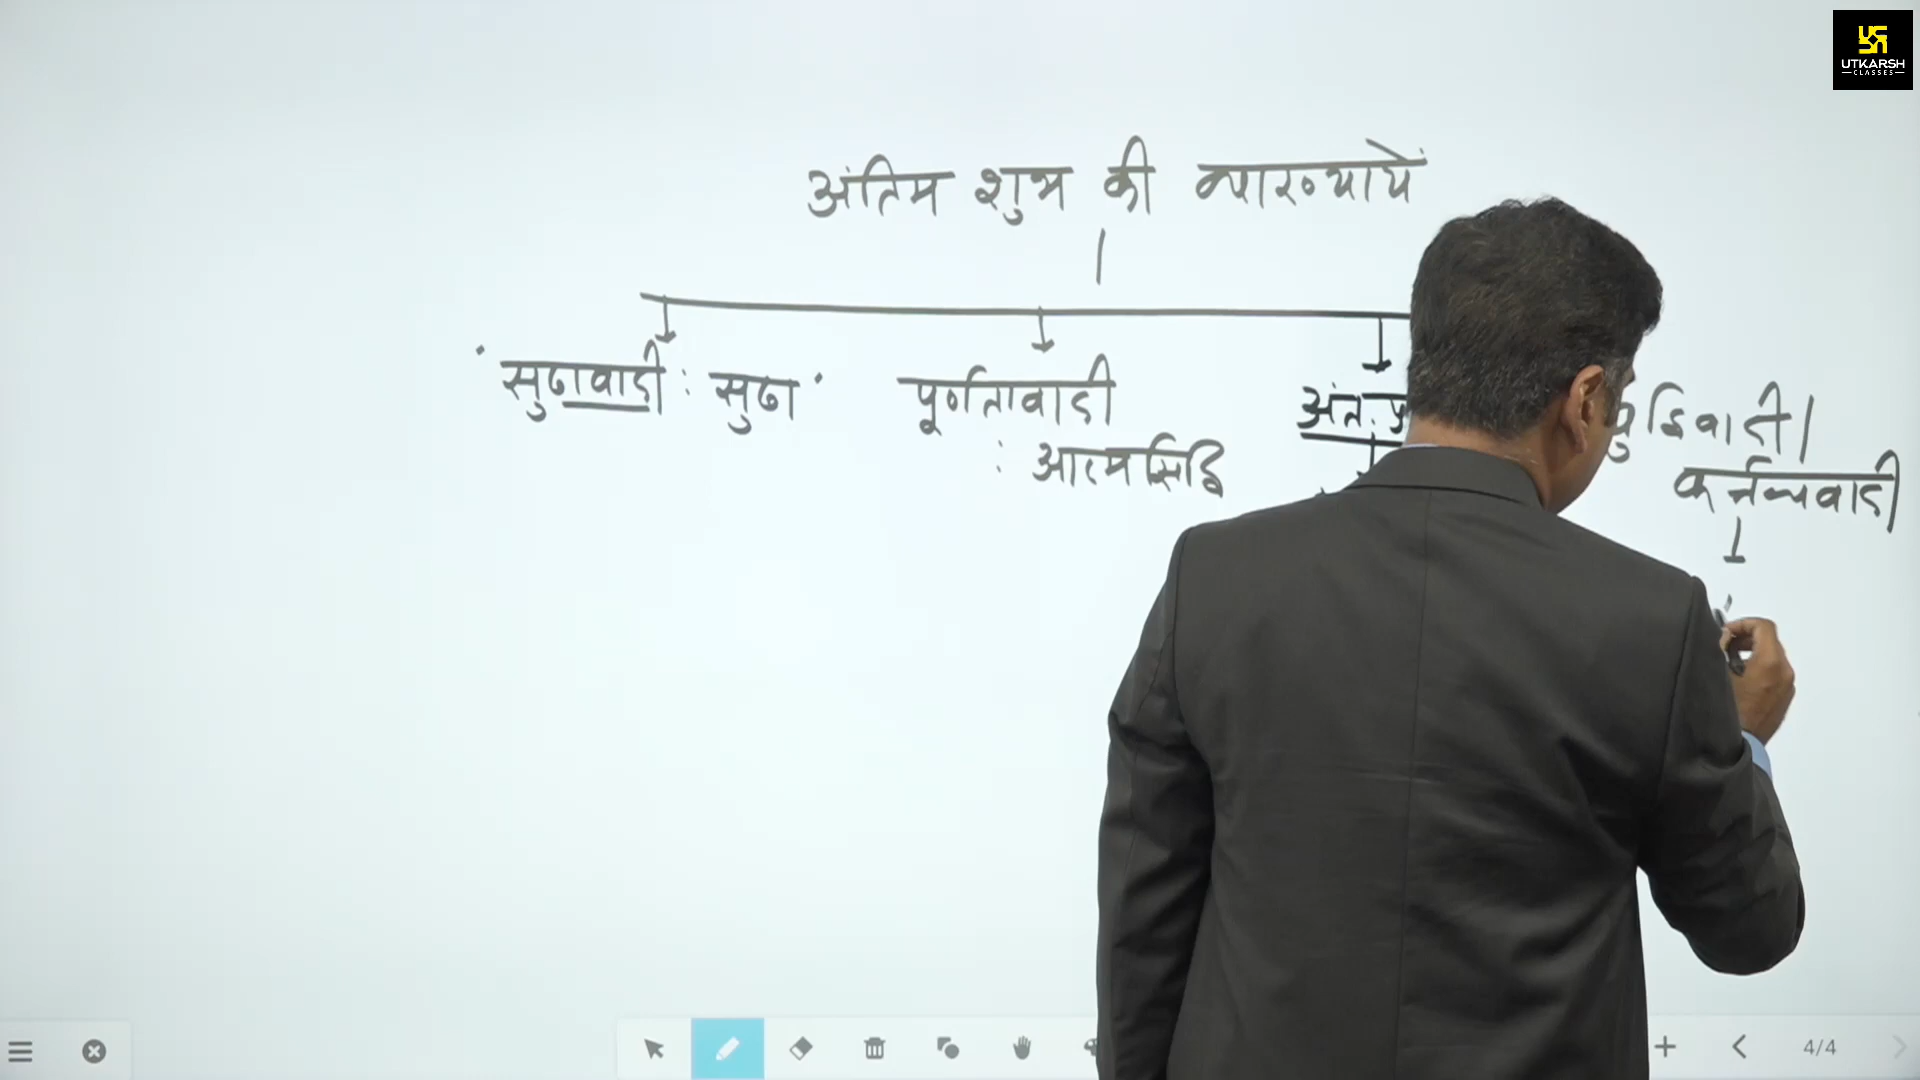 UTKARSH
CLASSES
अंतिम शुभ की व्याख्यायें
सुखवादी : सुख
पूर्णतावादी
: आत्मसिद्धि
अंतः
बुद्धिवादी /
कर्त्तव्यवादी
4/4